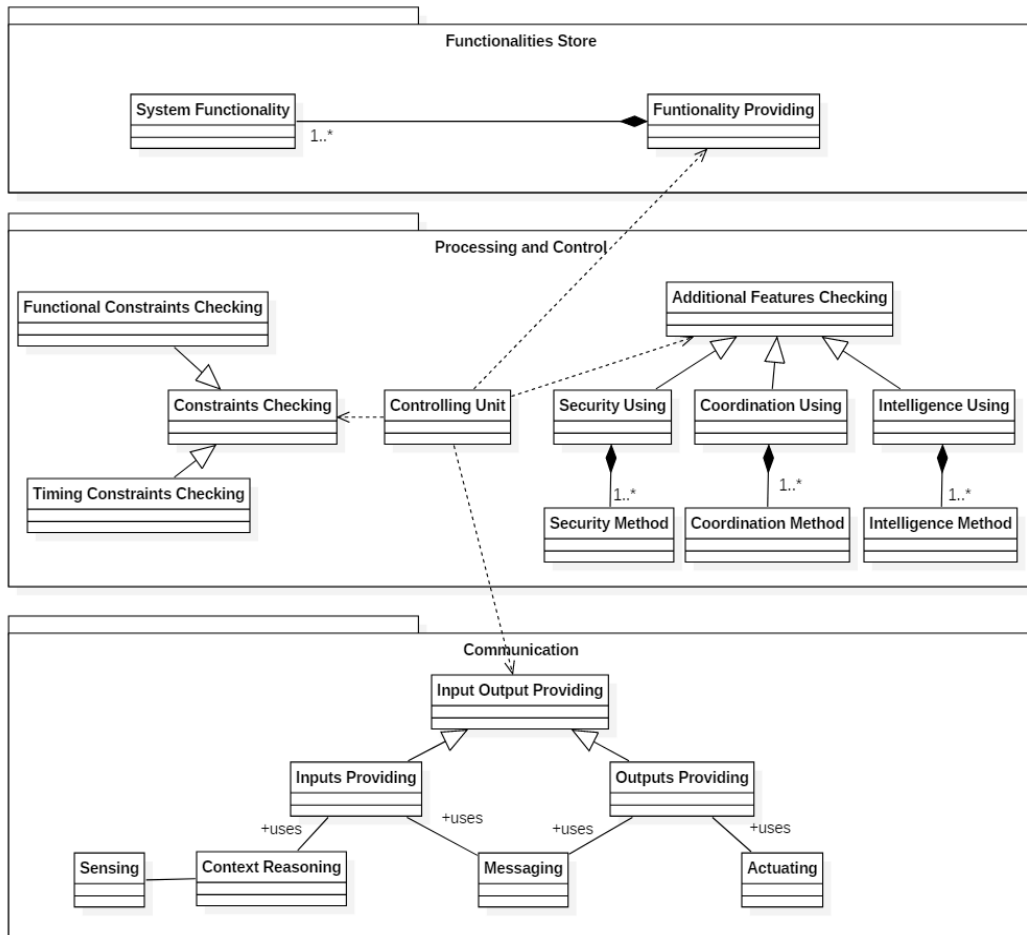 Functionalities Store
System Functionality
Funtionality Providing
1..*
Processing and Control
Functional Constraints Checking
Additional Features Checking
Constraints Checking
Controlling Unit
Security Using
Coordination Using
Intelligence Using
Timing Constraints Checking
1..*
1..*
1..*
Security Method
Coordination Method
Intelligence Method
Communication
Input Output Providing
Inputs Providing
Outputs Providing
+uses
+uses
+uses
+uses
Sensing
Context Reasoning
Messaging
Actuating